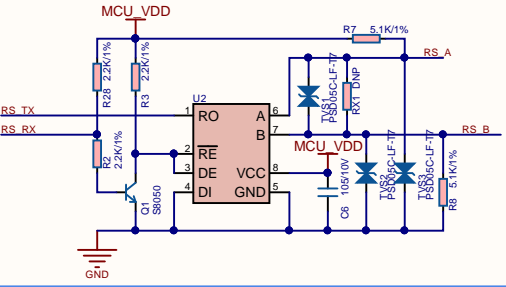 MCU_VDD
R7 5.1K/1%
R28 2.2K/1%
R3 2.2K/1%
RS_A
U2
TVS1
PSD05C-LF-T7
RX1 DNP
RS_TX
1 RO A 6
RS_RX
B 7
RS_B
R2
2.2K/1%
MCU_VDD
2 RE
3 DE VCC 8
4 DI GND 5
Q1
S8050
C6 105/10V
TVS2
PSD05C-LF-T7
TVS3
PSD05C-LF-T7
R8 5.1K/1%
GND